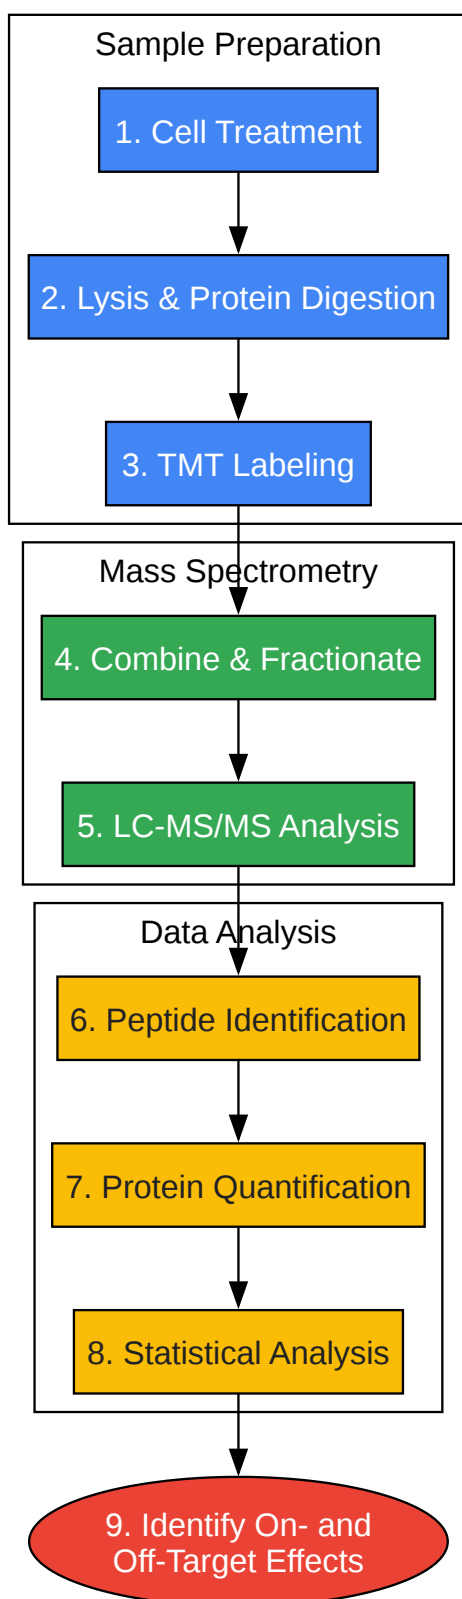 Sample Preparation
1. Cell Treatment
2. Lysis & Protein Digestion
3. TMT Labeling
Mass Spectrometry
4. Combine & Fractionate
5. LC-MS/MS Analysis
Data Analysis
6. Peptide Identification
7. Protein Quantification
8. Statistical Analysis
9. Identify On- and
Off-Target Effects